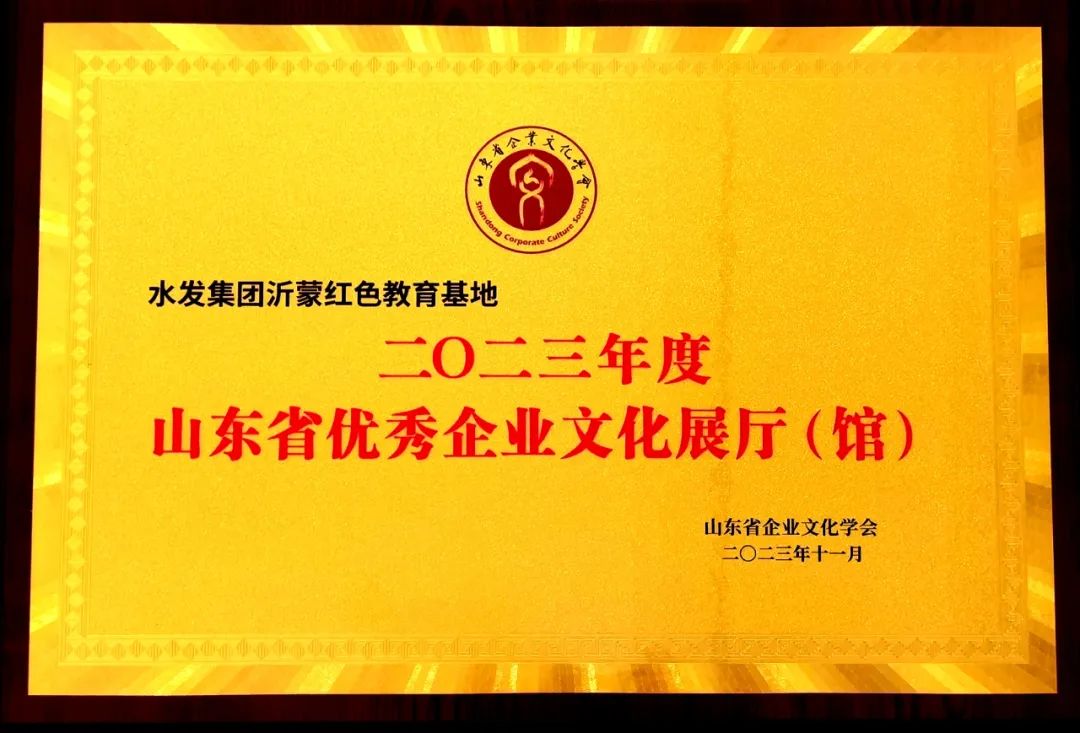 山东省企業文化学会
Shandong Corporate Culture Society
水发集团沂蒙红色教育基地
二〇二三年度
山东省优秀企业文化展厅（馆）
山东省企业文化学会
二〇二三年十一月